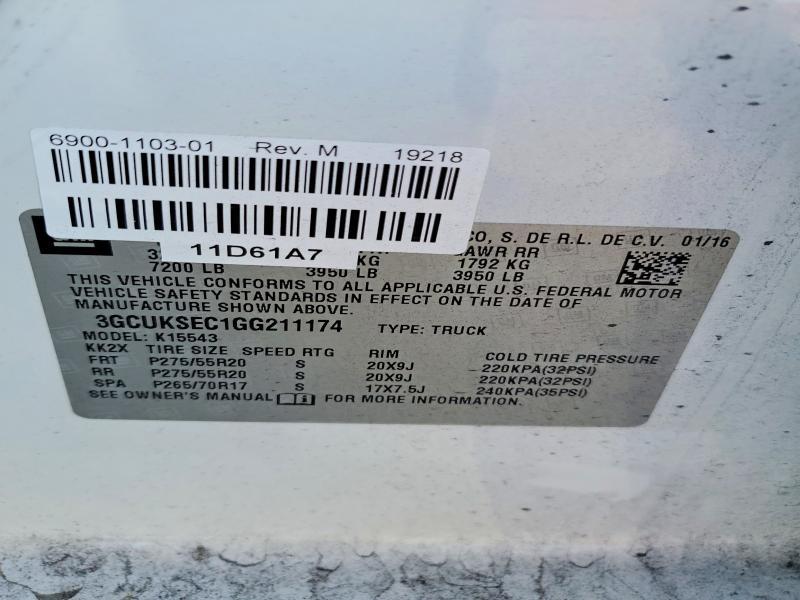 6900-1103-01 Rev. M 19218
11D61A7
CO, S. DE R.L. DE C.V. 01/16
KG 1792 KG
7200 LB 3950 LB 3950 LB
THIS VEHICLE CONFORMS TO ALL APPLICABLE U.S. FEDERAL MOTOR
VEHICLE SAFETY STANDARDS IN EFFECT ON THE DATE OF
MANUFACTURE SHOWN ABOVE.
3GCUKSEC1GG211174 TYPE: TRUCK
MODEL: K15543
KK2X TIRE SIZE SPEED RTG RIM COLD TIRE PRESSURE
FRT P275/55R20 S 20X9J 220KPA(32PSI)
RR P275/55R20 S 20X9J 220KPA(32PSI)
SPA P265/70R17 S 17X7.5J 240KPA(35PSI)
SEE OWNER'S MANUAL FOR MORE INFORMATION.